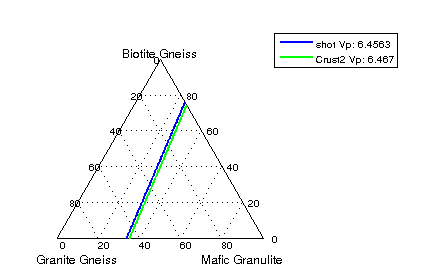 shot Vp: 6.4563
Crust2 Vp: 6.467
Biotite Gneiss
0
20 80
40 60
60 40
80 20
0
0 20 40 60 80
Granite Gneiss Mafic Granulite